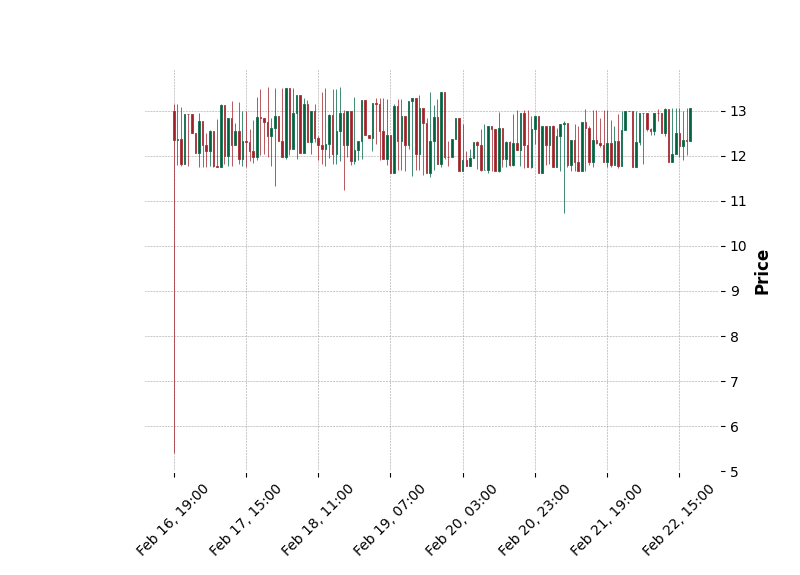 13
12
11
10
9
8
7
6
5
Price
Feb 16, 19:00
Feb 17, 15:00
Feb 18, 11:00
Feb 19, 07:00
Feb 20, 03:00
Feb 20, 23:00
Feb 21, 19:00
Feb 22, 15:00